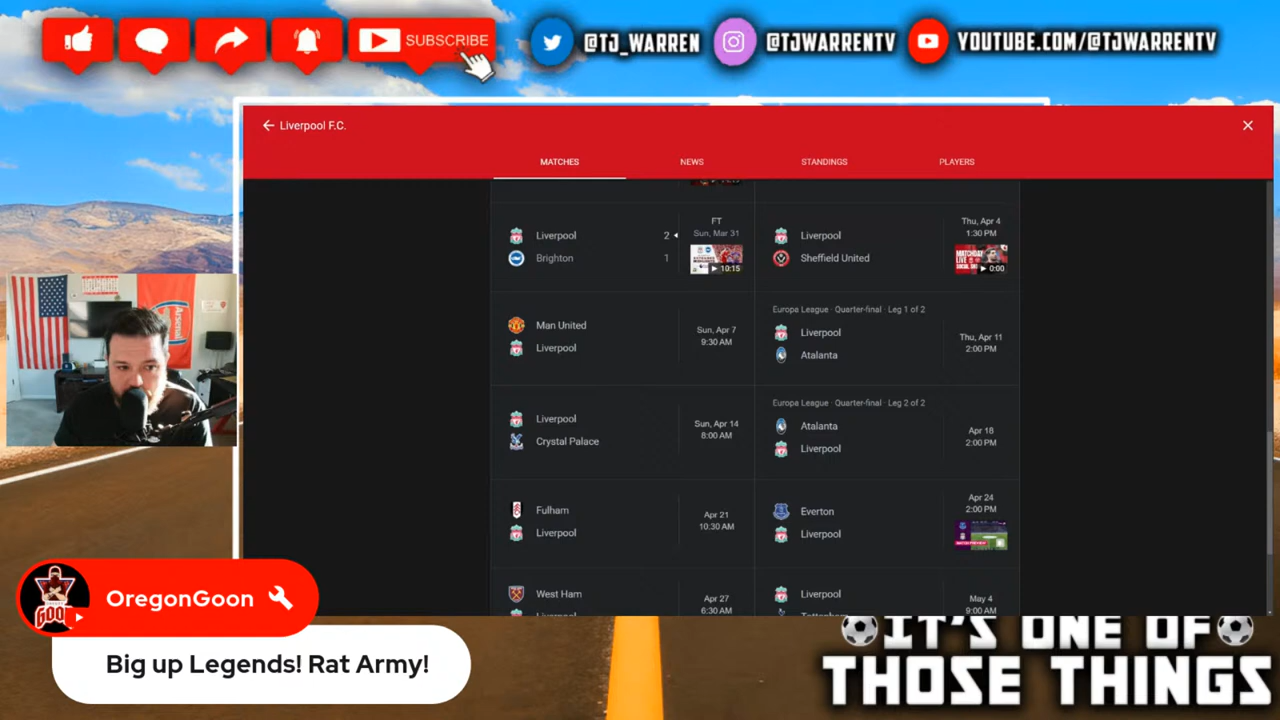 SUBSCRIBE
@TJ_WARREN
@TJWARRENTV
YOUTUBE.COM/@TJWARRENTV
← Liverpool F.C.
MATCHES NEWS STANDINGS PLAYERS
Liverpool 2
Brighton 1
FT
Sun, Mar 31
10:15
Liverpool
Sheffield United
Thu, Apr 4
1:30 PM
MATCHDAY
LIVE
0:00
Man United
Liverpool
Sun, Apr 7
9:30 AM
Europa League · Quarter-final · Leg 1 of 2
Liverpool
Atalanta
Thu, Apr 11
2:00 PM
Liverpool
Crystal Palace
Sun, Apr 14
8:00 AM
Europa League · Quarter-final · Leg 2 of 2
Atalanta
Liverpool
Apr 18
2:00 PM
Fulham
Liverpool
Apr 21
10:30 AM
Everton
Liverpool
Apr 24
2:00 PM
West Ham
Liverpool
Apr 27
6:30 AM
Liverpool
Tottenham
May 4
9:00 AM
Arsenal
GOON
OregonGoon
Big up Legends! Rat Army!
IT'S ONE OF
THOSE THINGS